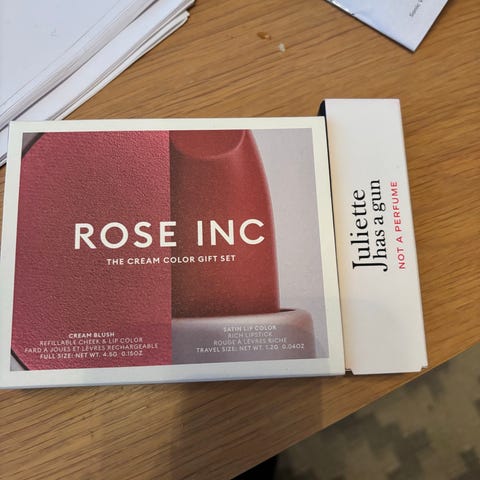 ROSE INC
THE CREAM COLOR GIFT SET
CREAM BLUSH
REFILLABLE CHEEK & LIP COLOR
FARD À JOUES ET LÈVRES RECHARGEABLE
FULL SIZE: NET WT. 4.5G 0.15OZ
SATIN LIP COLOR
RICH LIPSTICK
ROUGE À LÈVRES RICHE
TRAVEL SIZE: NET WT. 1.2G 0.04OZ
Juliette
has a gun
NOT A PERFUME